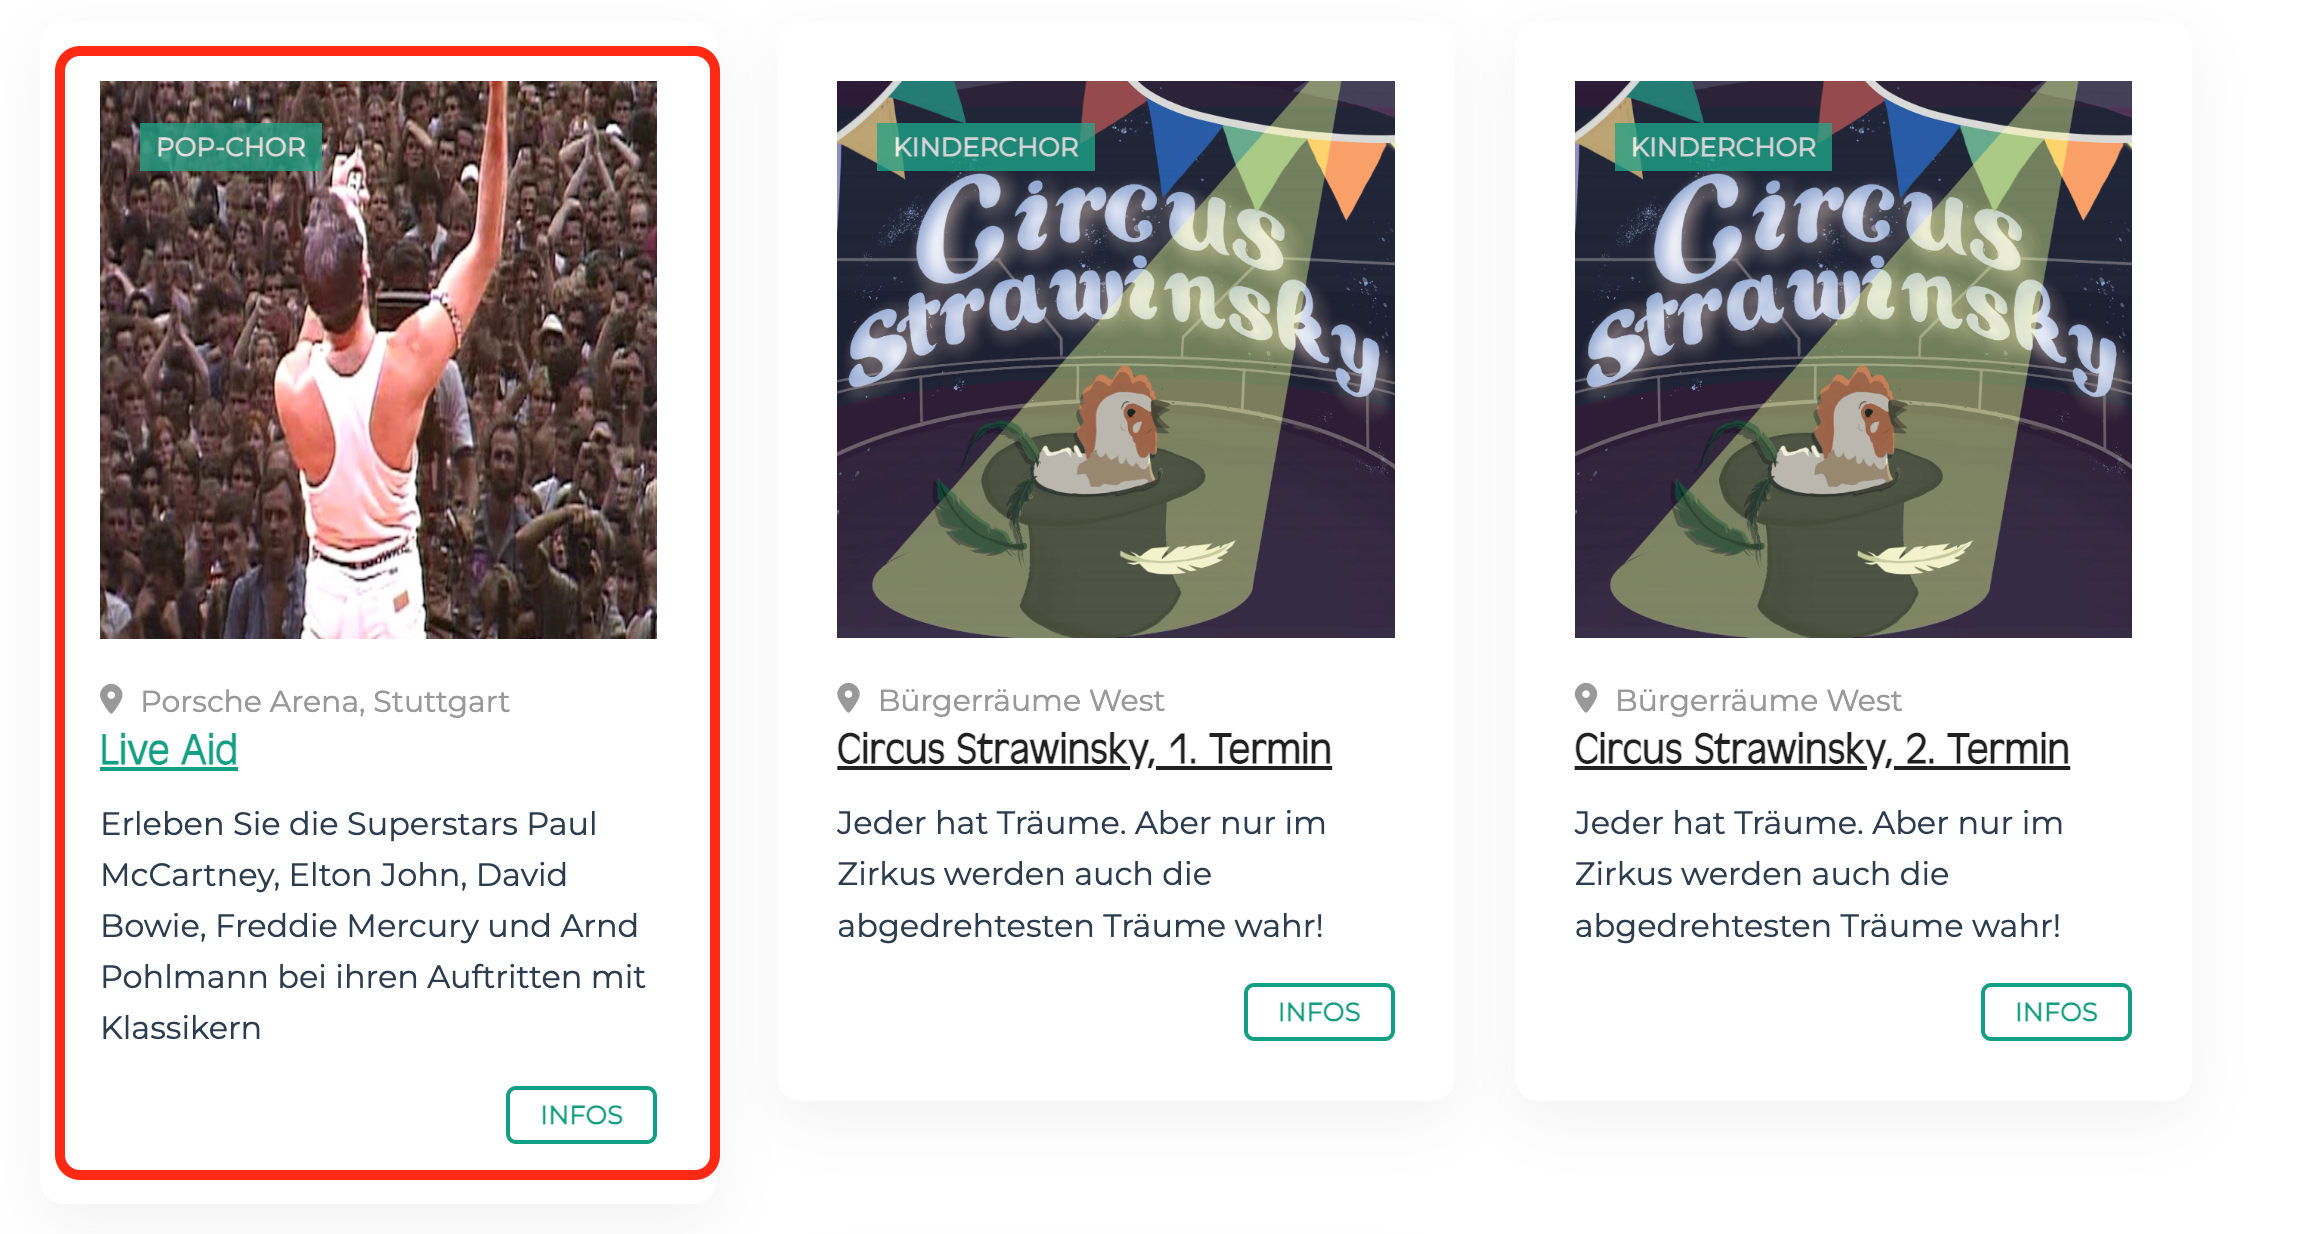 POP-CHOR
Porsche Arena, Stuttgart
Live Aid
Erleben Sie die Superstars Paul
McCartney, Elton John, David
Bowie, Freddie Mercury und Arnd
Pohlmann bei ihren Auftritten mit
Klassikern
INFOS
KINDERCHOR
Circus
Strawinsky
Bürgerräume West
Circus Strawinsky, 1. Termin
Jeder hat Träume. Aber nur im
Zirkus werden auch die
abgedrehtesten Träume wahr!
INFOS
KINDERCHOR
Circus
Strawinsky
Bürgerräume West
Circus Strawinsky, 2. Termin
Jeder hat Träume. Aber nur im
Zirkus werden auch die
abgedrehtesten Träume wahr!
INFOS